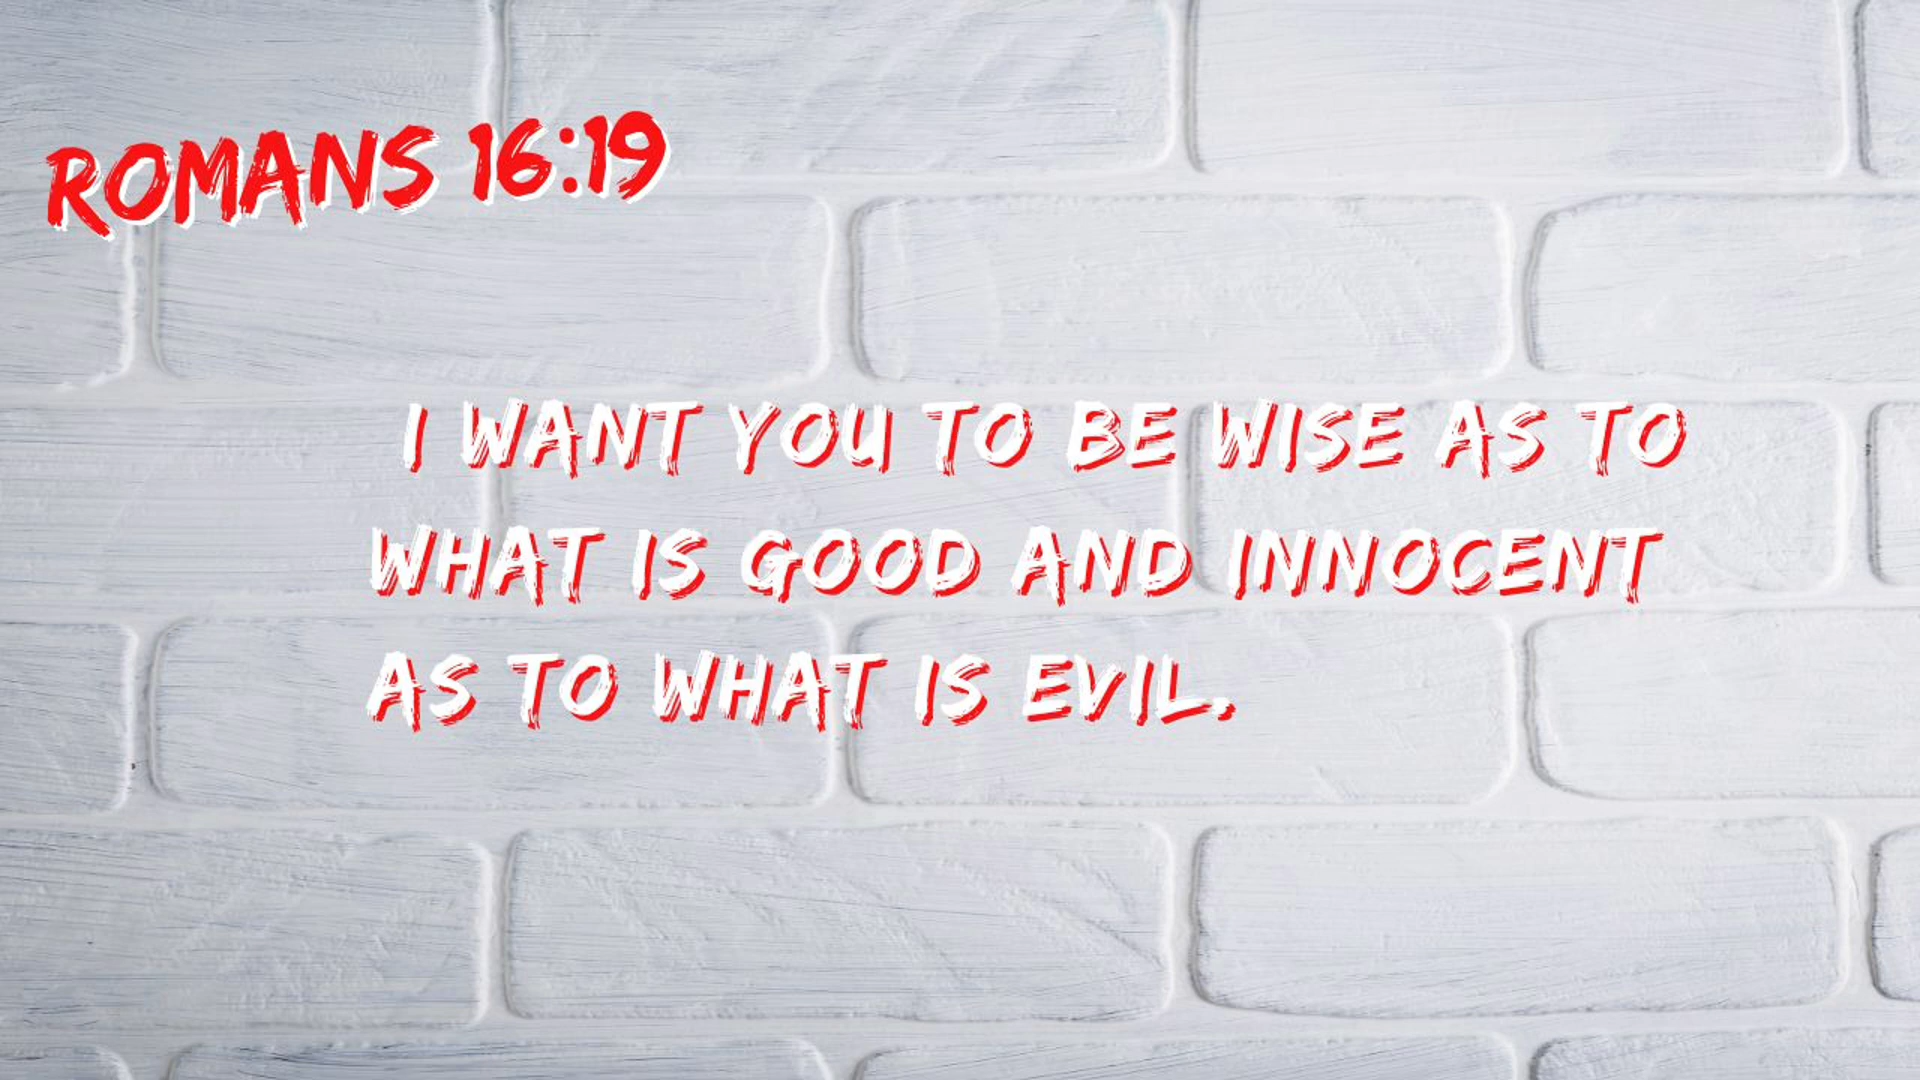 ROMANS 16:19
I WANT YOU TO BE WISE AS TO
WHAT IS GOOD AND INNOCENT
AS TO WHAT IS EVIL.